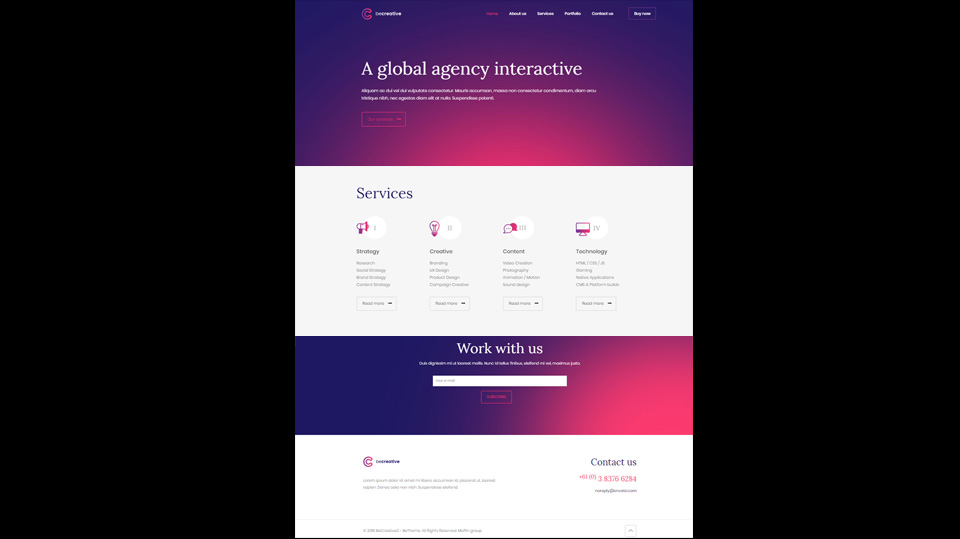 becreative
Home About us Services Portfolio Contact us Buy now
A global agency interactive
Aliquam ac dui vel dui vulputate consectetur. Mauris accumsan, massa non consectetur condimentum, diam arcu
tristique nibh, nec egestas diam elit at nulla. Suspendisse potenti.
Services
I II III IV
Strategy Creative Content Technology
Research Branding Video Creation HTML / CSS / JS
Social Strategy UX Design Photography Gaming
Brand Strategy Product Design Animation / Motion Native Applications
Content Strategy Campaign Creative Sound design CMS & Platform builds
Read more Read more Read more Read more
Work with us
Duis dignissim mi ut laoreet mollis. Nunc id tellus finibus, eleifend mi vel, maximus justo.
Your e-mail
SUBSCRIBE
becreative Contact us
+61 (0) 3 8376 6284
Lorem ipsum dolor sit amet mi libero accumsan id, placerat ut laoreet
sapien. Donec odio non nibh. Suspendisse eleifend.
noreply@envato.com
© 2018 BeCreative2 - BeTheme. All Rights Reserved. Muffin group